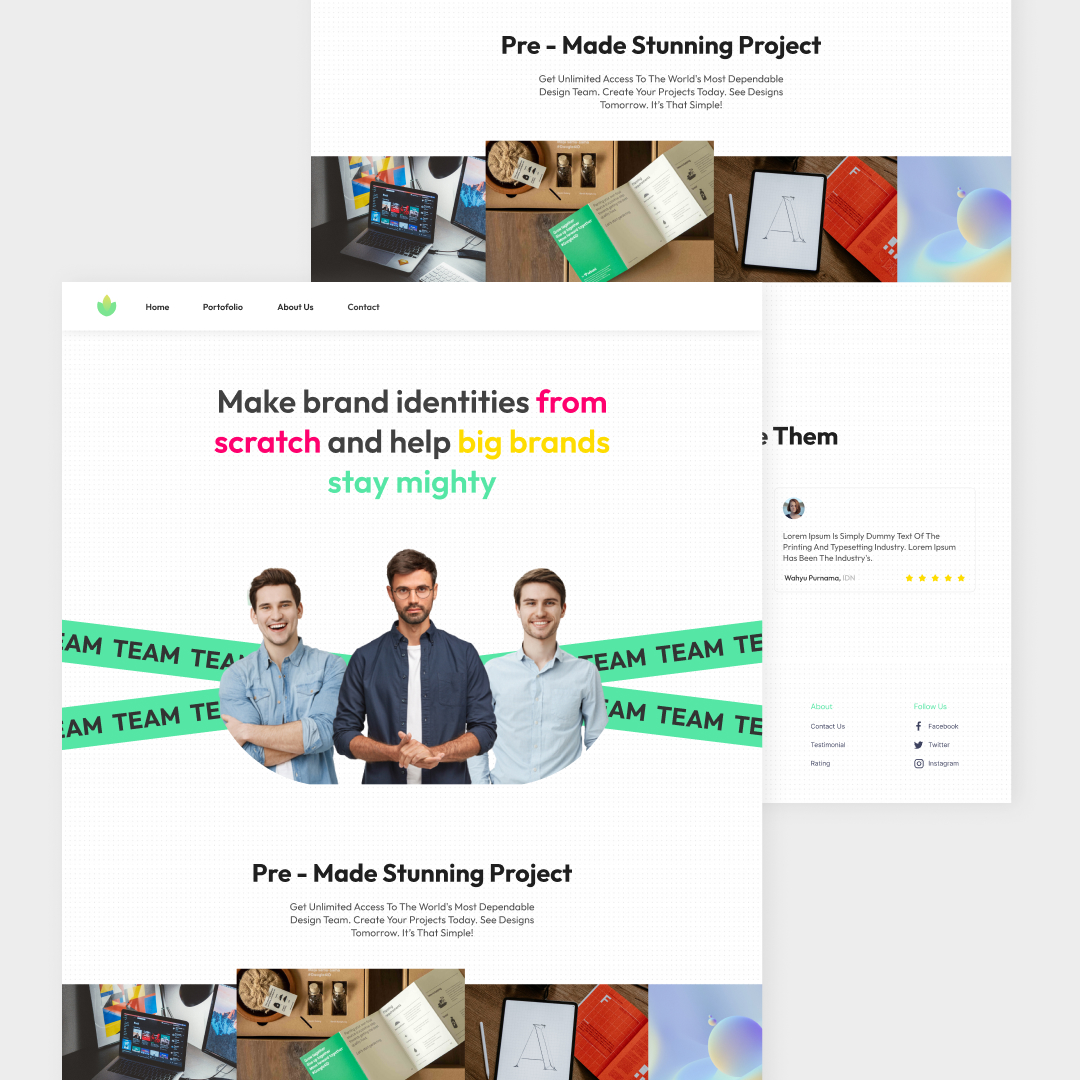 Pre - Made Stunning Project
Get Unlimited Access To The World's Most Dependable
Design Team. Create Your Projects Today. See Designs
Tomorrow. It's That Simple!
F
A
Home Portofolio About Us Contact
Make brand identities from
scratch and help big brands
stay mighty
Them
Lorem Ipsum Is Simply Dummy Text Of The
Printing And Typesetting Industry. Lorem Ipsum
Has Been The Industry's.
Wahyu Purnama, IDN
EAM TEAM TEAM
TEAM TEAM TE
EAM TEAM TE
EAM TEAM TE
About
Contact Us
Testimonial
Rating
Follow Us
Facebook
Twitter
Instagram
Pre - Made Stunning Project
Get Unlimited Access To The World's Most Dependable
Design Team. Create Your Projects Today. See Designs
Tomorrow. It's That Simple!
F
A